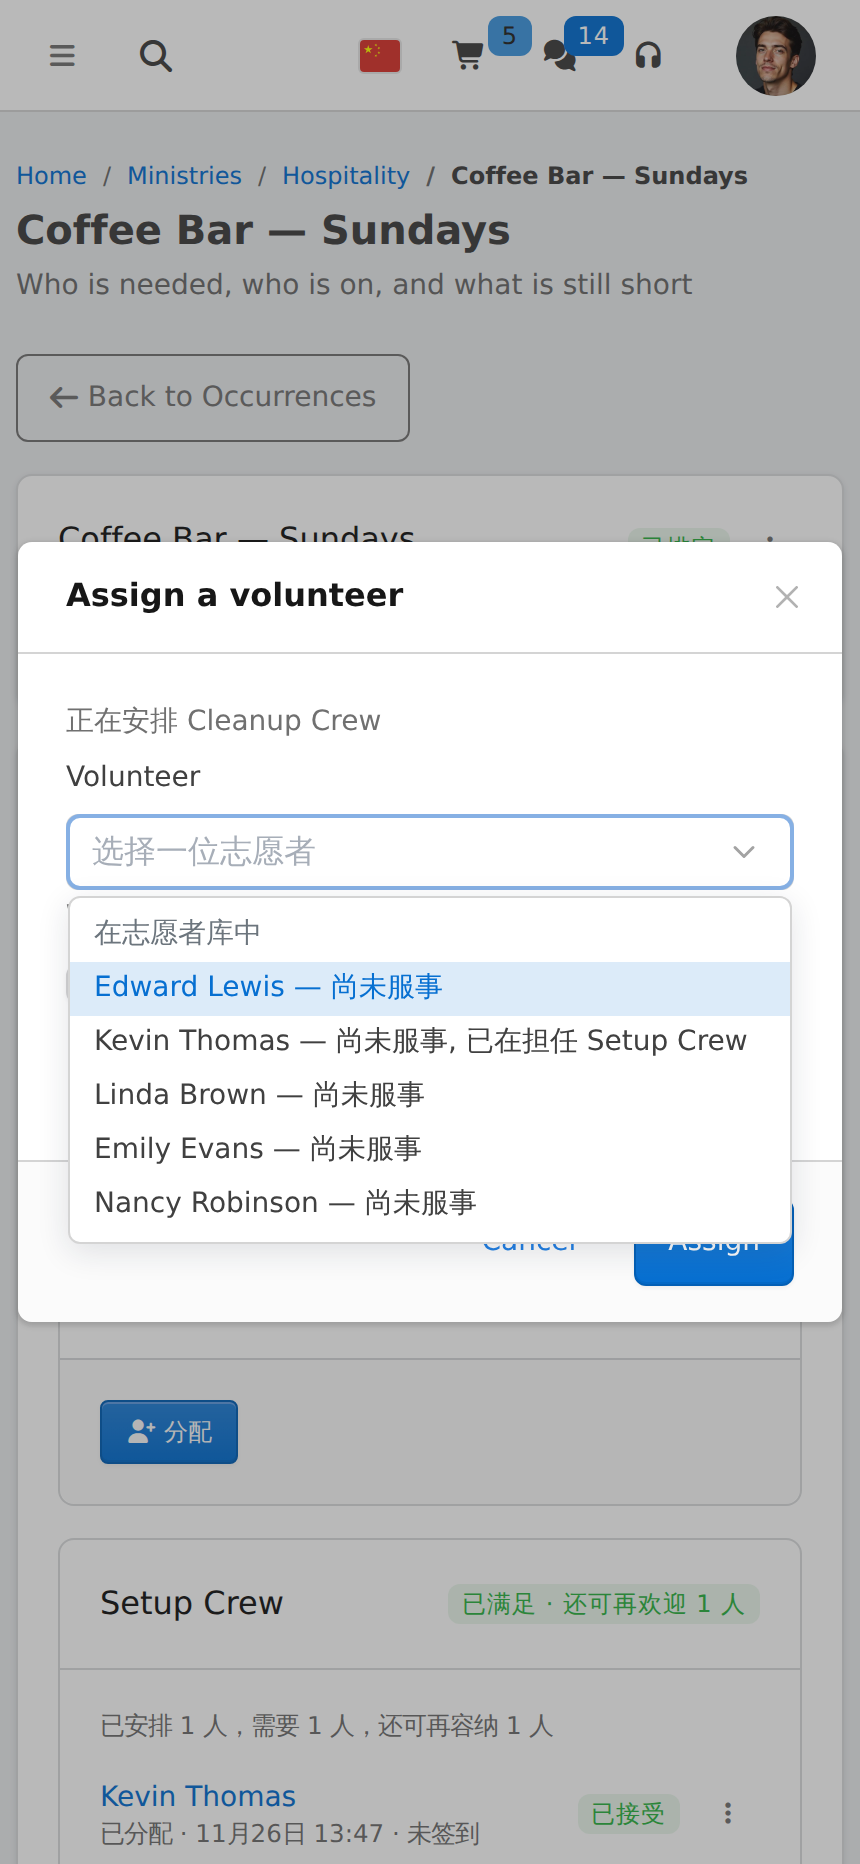 5
14
Home / Ministries / Hospitality / Coffee Bar — Sundays
Coffee Bar — Sundays
Who is needed, who is on, and what is still short
Back to Occurrences
Coffee Bar — Sundays
Assign a volunteer
正在安排 Cleanup Crew
Volunteer
选择一位志愿者
在志愿者库中
Edward Lewis — 尚未服事
Kevin Thomas — 尚未服事, 已在担任 Setup Crew
Linda Brown — 尚未服事
Emily Evans — 尚未服事
Nancy Robinson — 尚未服事
Cancel
Assign
分配
Setup Crew
已满足 · 还可再欢迎 1 人
已安排 1 人，需要 1 人，还可再容纳 1 人
Kevin Thomas
已接受
已分配 · 11月26日 13:47 · 未签到